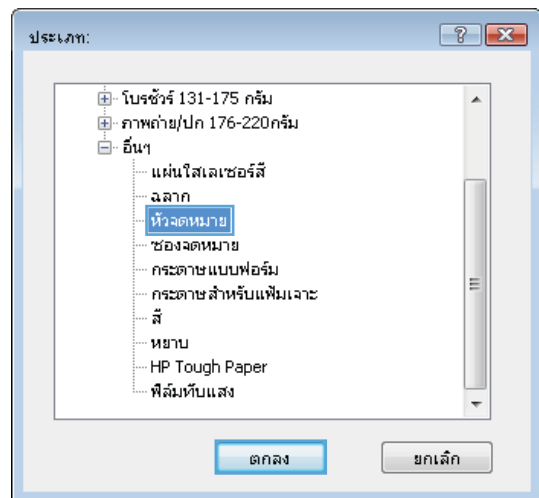 ประเภท:
โบรชัวร์ 131-175 กรัม
ภาพถ่าย/ปก 176-220กรัม
อื่นๆ
แผ่นใสเลเซอร์สี
ฉลาก
หัวจดหมาย
ซองจดหมาย
กระดาษแบบฟอร์ม
กระดาษสำหรับแฟ้มเจาะ
สี
หยาบ
HP Tough Paper
ฟิล์มทึบแสง
ตกลง
ยกเลิก